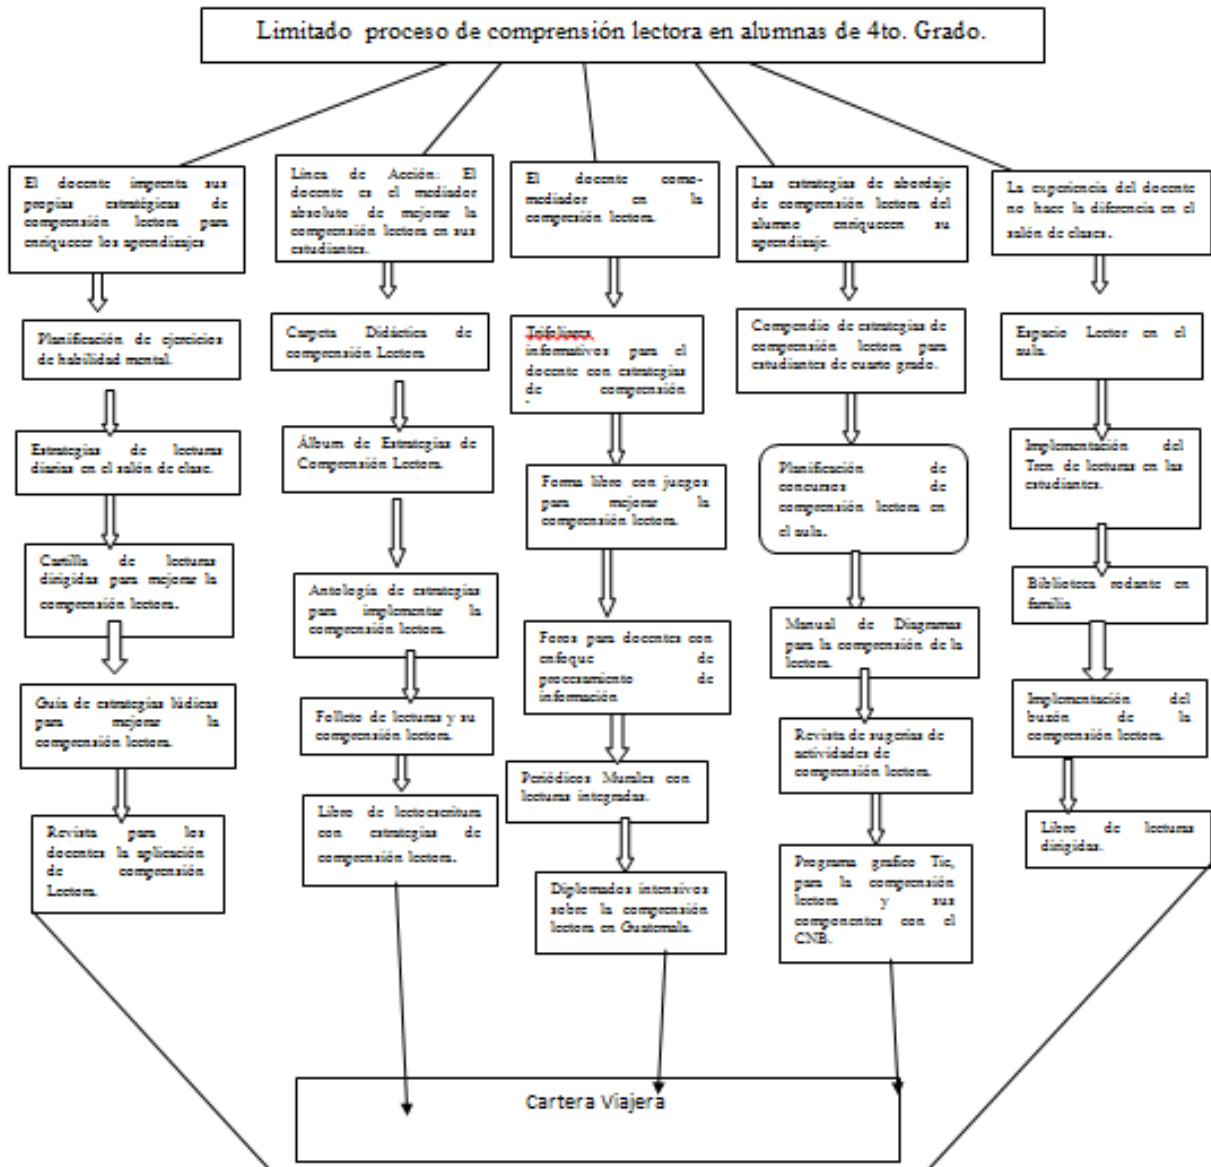 Limitado proceso de comprensión lectora en alumnas de 4to. Grado.
El docente imprenta sus
propias estratégicas de
comprensión lectora para
enriquecer los aprendizajes
Planificación de ejercicios
de habilidad mental.
Estrategias de lecturas
diarias en el salón de clase.
Cartilla de lecturas
dirigidas para mejorar la
comprensión lectora.
Guía de estrategias lúdicas
para mejorar la
comprensión lectora.
Revista para los
docentes la aplicación
de comprensión
Lectora.
Línea de Acción: El
docente es el mediador
absoluto de mejorar la
comprensión lectora en sus
estudiantes.
Carpeta Didáctica de
comprensión Lectora
Álbum de Estrategias de
Comprensión Lectora.
Antología de estrategias
para implementar la
comprensión lectora.
Folleto de lecturas y su
comprensión lectora.
Libro de lectoescritura
con estrategias de
comprensión lectora.
El docente como-
mediador en la
compresión lectora.
Trifoliares
informativos para el
docente con estrategias
de comprensión
Forma libro con juegos
para mejorar la
comprensión lectora.
Foros para docentes con
enfoque de
procesamiento de
información
Periódicos Murales con
lecturas integradas.
Diplomados intensivos
sobre la comprensión
lectora en Guatemala.
Las estrategias de abordaje
de comprensión lectora del
alumno enriquecen su
aprendizaje.
Compendio de estrategias de
comprensión lectora para
estudiantes de cuarto grado.
Planificación de
concursos de
comprensión lectora en
el aula.
Manual de Diagramas
para la comprensión de la
lectora.
Revista de sugerias de
actividades de
comprensión lectora.
Programa grafico Tic,
para la comprensión
lectora y sus
componentes con el
CNB.
La experiencia del docente
no hace la diferencia en el
salón de clases.
Espacio Lector en el
aula.
Implementación del
Tren de lecturas en las
estudiantes.
Biblioteca rodante en
familia
Implementación del
buzón de la
comprensión lectora.
Libro de lecturas
dirigidas.
Cartera Viajera